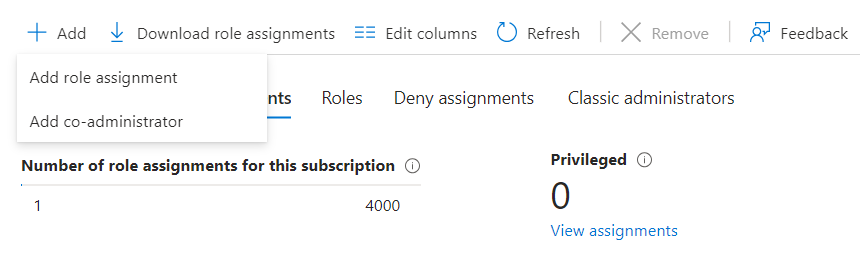 Add Download role assignments Edit columns Refresh Remove Feedback
Add role assignment
Add co-administrator
Roles Deny assignments Classic administrators
Number of role assignments for this subscription
1 4000
Privileged
0
View assignments